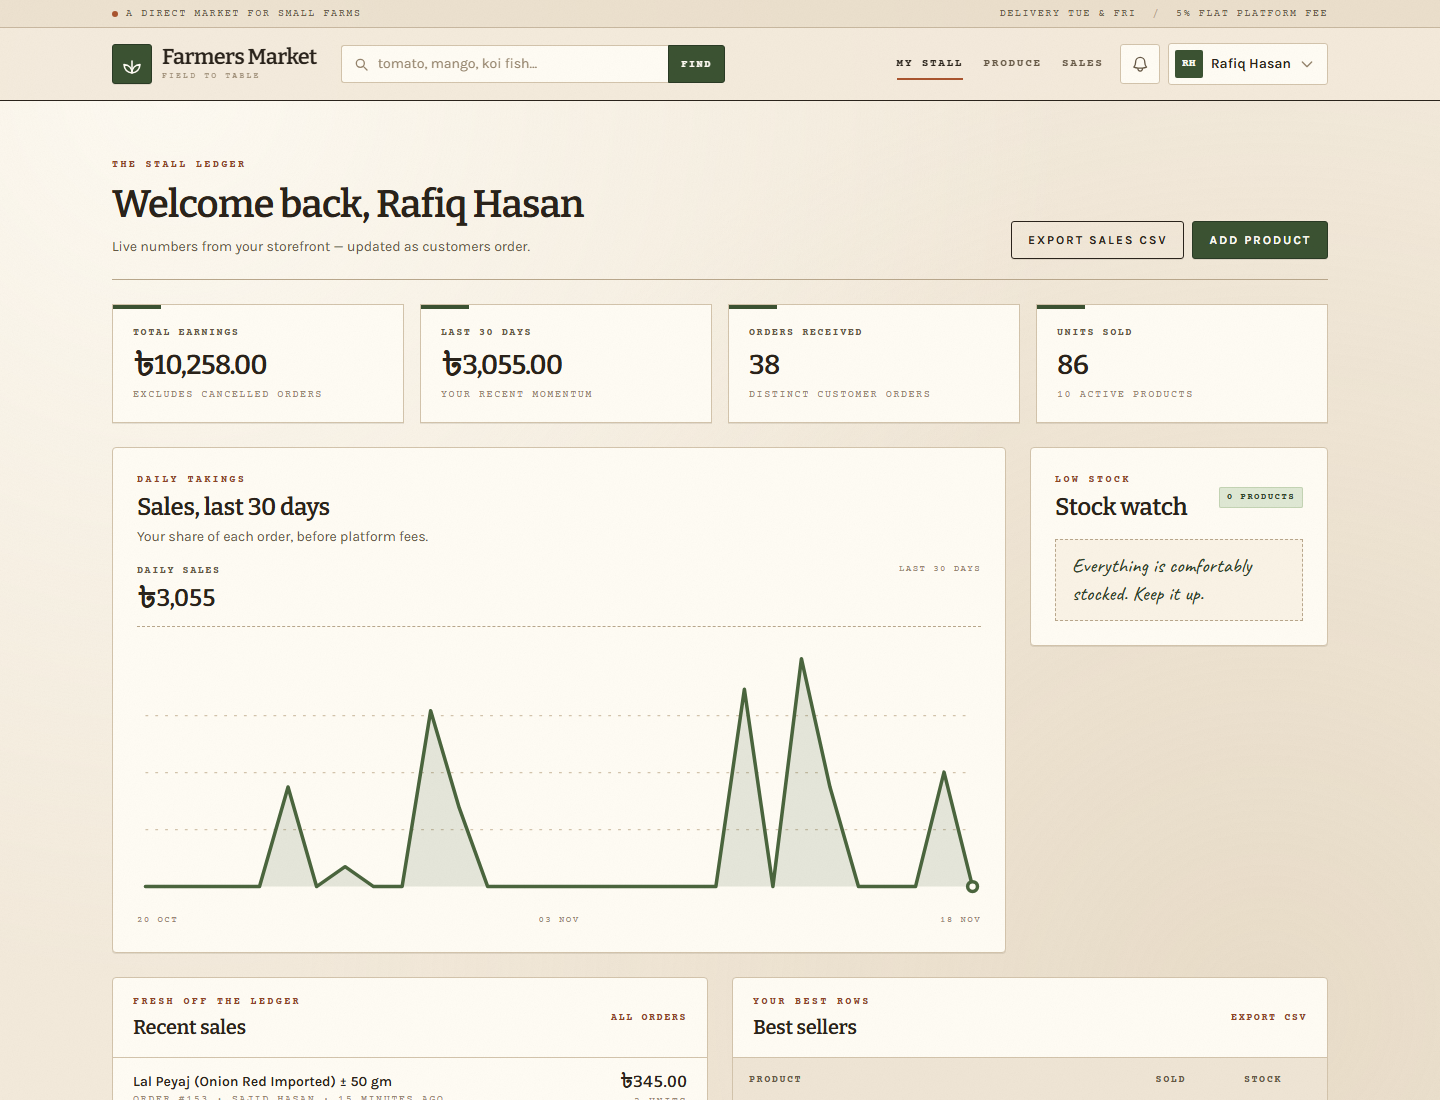 A DIRECT MARKET FOR SMALL FARMS
DELIVERY TUE & FRI / 5% FLAT PLATFORM FEE
Farmers Market
FIELD TO TABLE
tomato, mango, koi fish…
FIND
MY STALL
PRODUCE
SALES
RH
Rafiq Hasan
THE STALL LEDGER
Welcome back, Rafiq Hasan
Live numbers from your storefront — updated as customers order.
EXPORT SALES CSV
ADD PRODUCT
TOTAL EARNINGS
৳10,258.00
EXCLUDES CANCELLED ORDERS
LAST 30 DAYS
৳3,055.00
YOUR RECENT MOMENTUM
ORDERS RECEIVED
38
DISTINCT CUSTOMER ORDERS
UNITS SOLD
86
10 ACTIVE PRODUCTS
DAILY TAKINGS
Sales, last 30 days
Your share of each order, before platform fees.
DAILY SALES
৳3,055
LAST 30 DAYS
20 OCT
03 NOV
18 NOV
LOW STOCK
Stock watch
0 PRODUCTS
Everything is comfortably
stocked. Keep it up.
FRESH OFF THE LEDGER
Recent sales
ALL ORDERS
Lal Peyaj (Onion Red Imported) ± 50 gm
৳345.00
ORDER #153 · SAJID HASAN · 15 MINUTES AGO
YOUR BEST ROWS
Best sellers
EXPORT CSV
PRODUCT
SOLD
STOCK